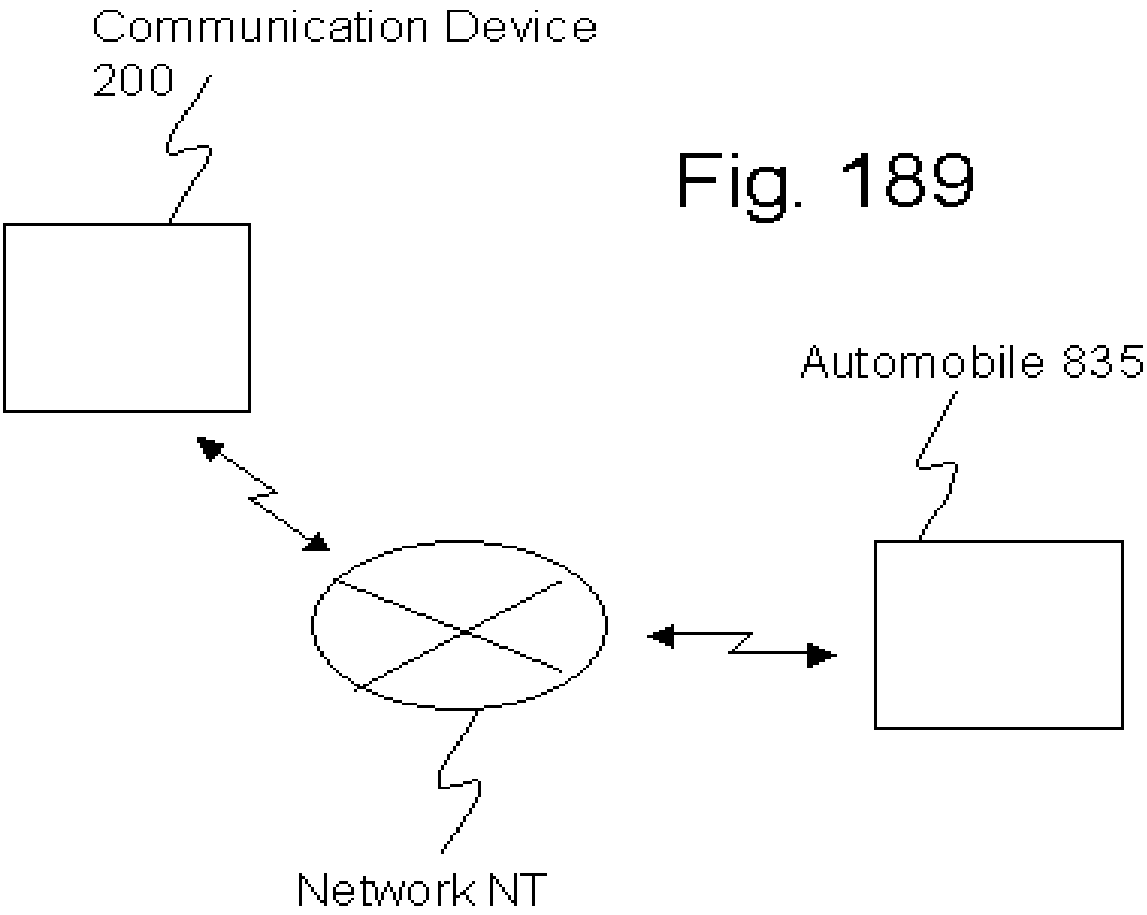 Communication Device
200
Fig. 189
Automobile 835
Network NT